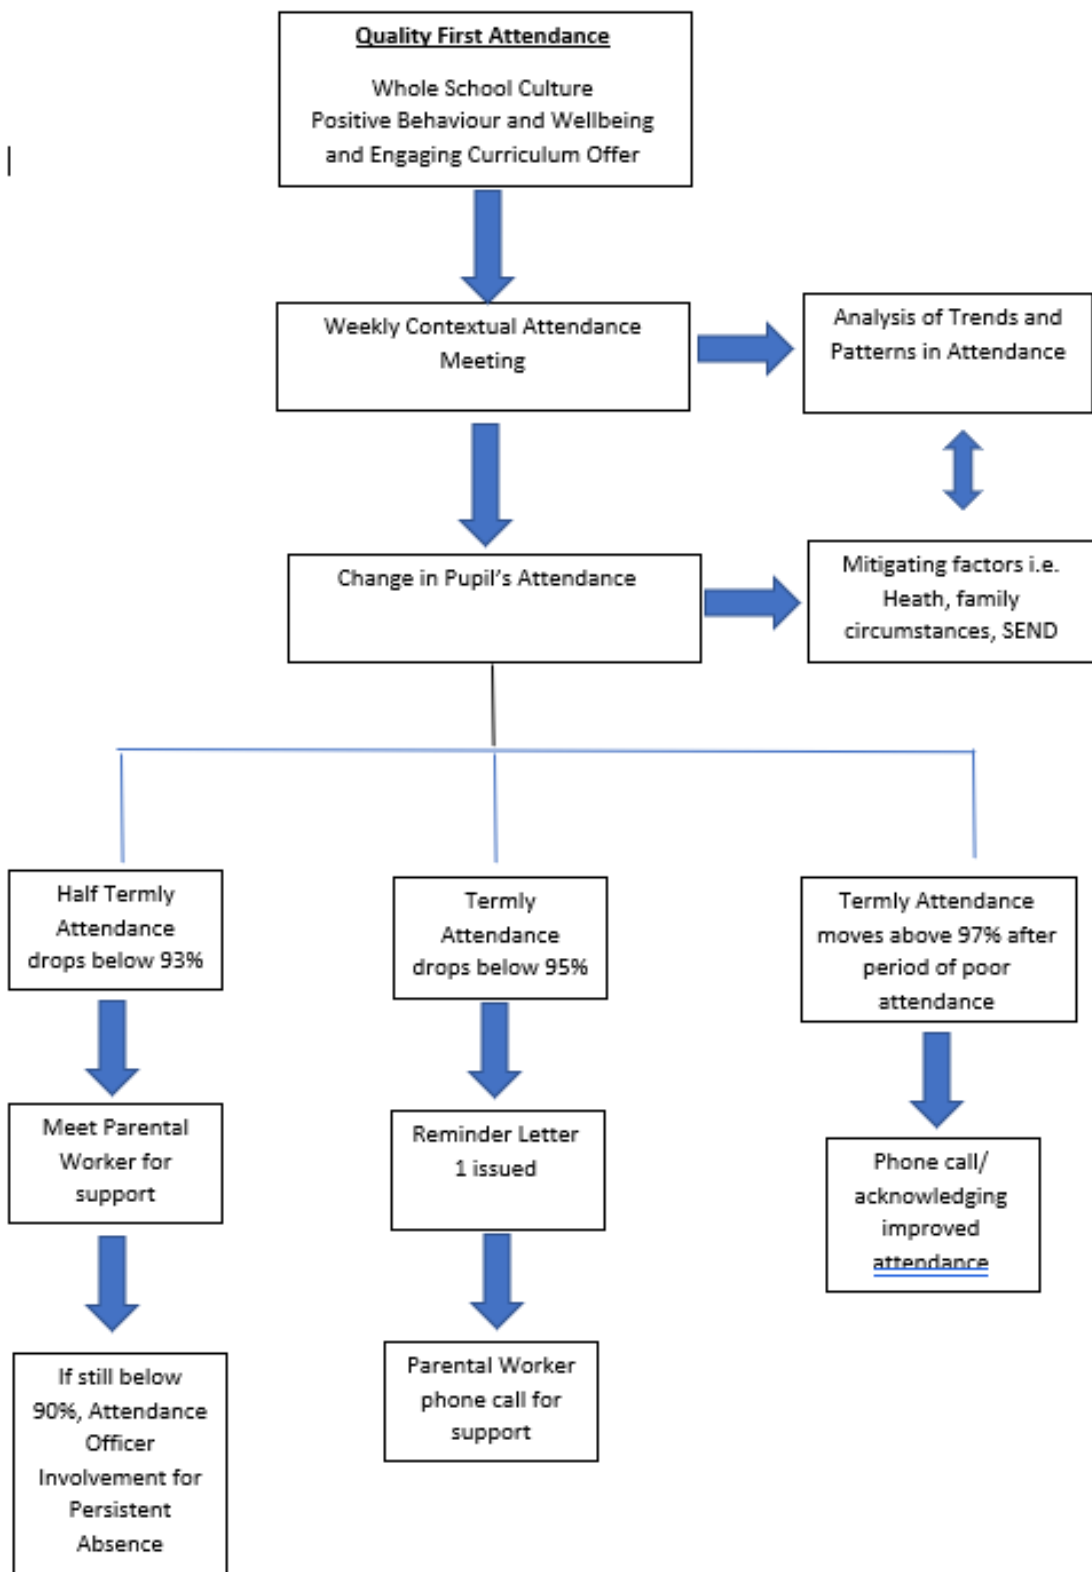 Quality First Attendance
Whole School Culture
Positive Behaviour and Wellbeing
and Engaging Curriculum Offer
Weekly Contextual Attendance
Meeting
Analysis of Trends and
Patterns in Attendance
Change in Pupil's Attendance
Mitigating factors i.e.
Heath, family
circumstances, SEND
Half Termly
Attendance
drops below 93%
Termly
Attendance
drops below 95%
Termly Attendance
moves above 97% after
period of poor
attendance
Meet Parental
Worker for
support
Reminder Letter
1 issued
Phone call/
acknowledging
improved
attendance
If still below
90%, Attendance
Officer
Involvement for
Persistent
Absence
Parental Worker
phone call for
support